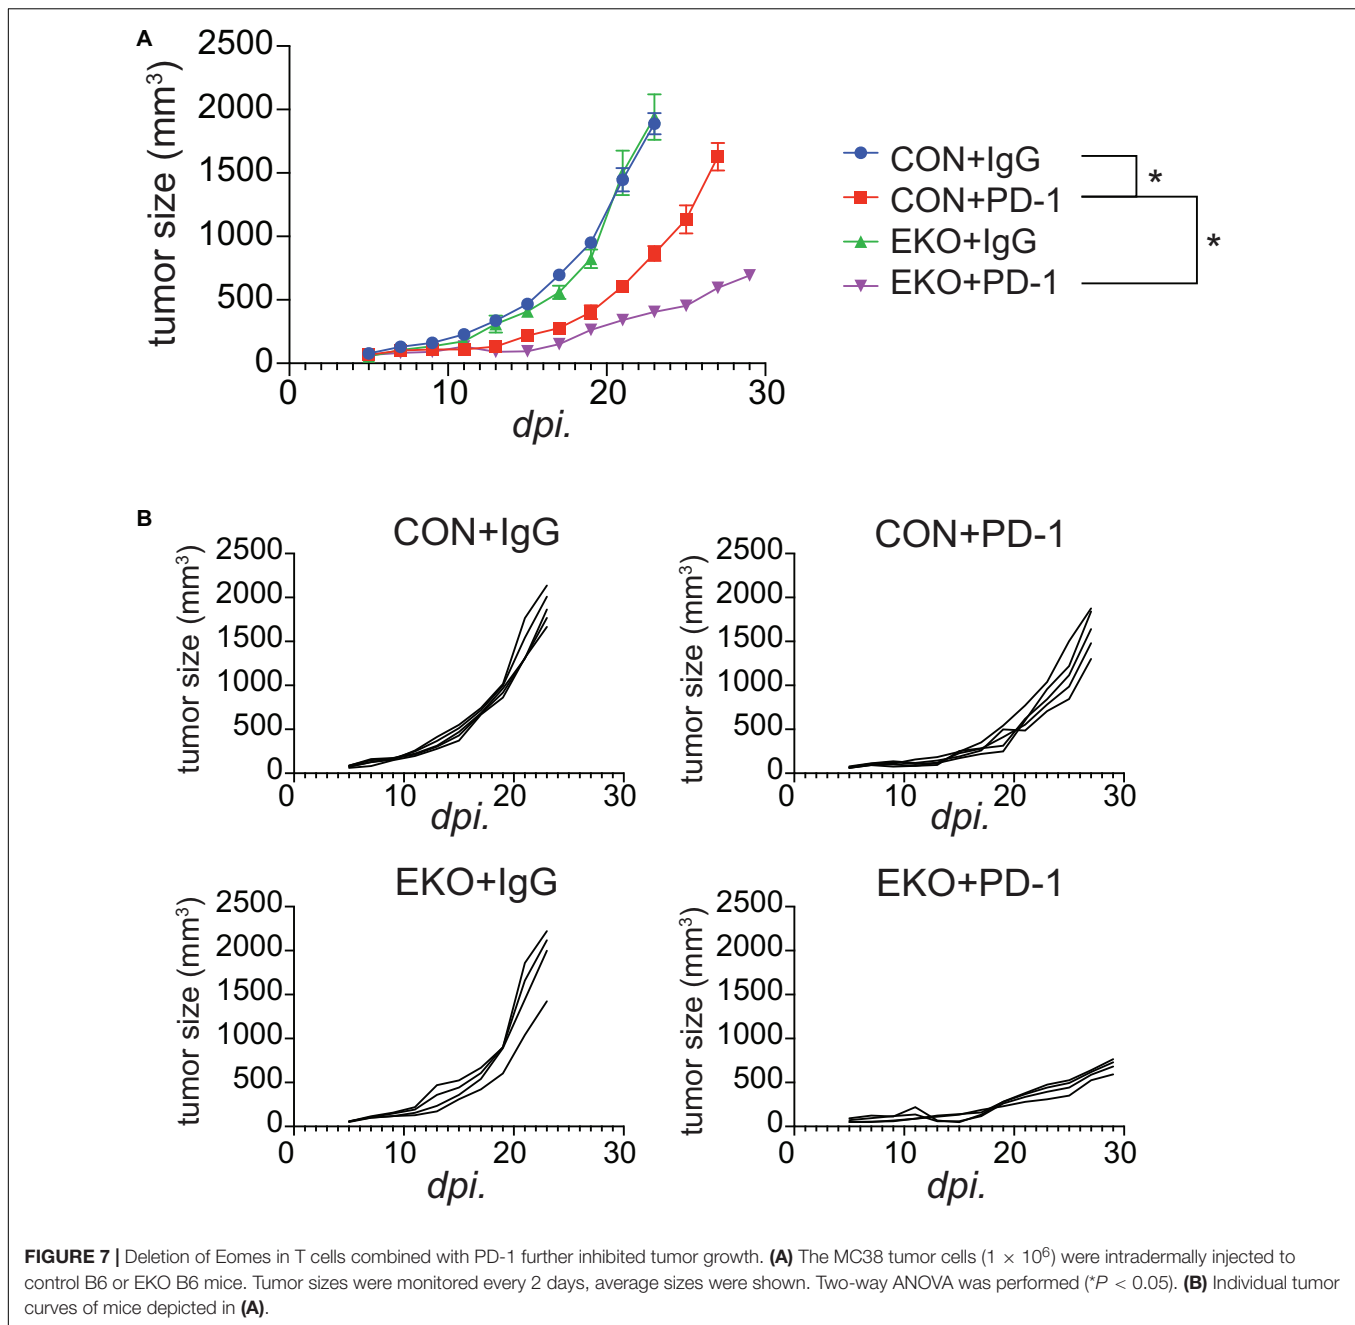 A
2500
2000
1500
1000
500
0
tumor size (mm³)
0 10 20 30
dpi.
CON+IgG
CON+PD-1
EKO+IgG
EKO+PD-1
*
*
B
CON+IgG
2500
2000
1500
1000
500
0
tumor size (mm³)
0 10 20 30
dpi.
CON+PD-1
2500
2000
1500
1000
500
0
tumor size (mm³)
0 10 20 30
dpi.
EKO+IgG
2500
2000
1500
1000
500
0
tumor size (mm³)
0 10 20 30
dpi.
EKO+PD-1
2500
2000
1500
1000
500
0
tumor size (mm³)
0 10 20 30
dpi.
FIGURE 7 | Deletion of Eomes in T cells combined with PD-1 further inhibited tumor growth. (A) The MC38 tumor cells (1 × 10⁶) were intradermally injected to
control B6 or EKO B6 mice. Tumor sizes were monitored every 2 days, average sizes were shown. Two-way ANOVA was performed (*P < 0.05). (B) Individual tumor
curves of mice depicted in (A).